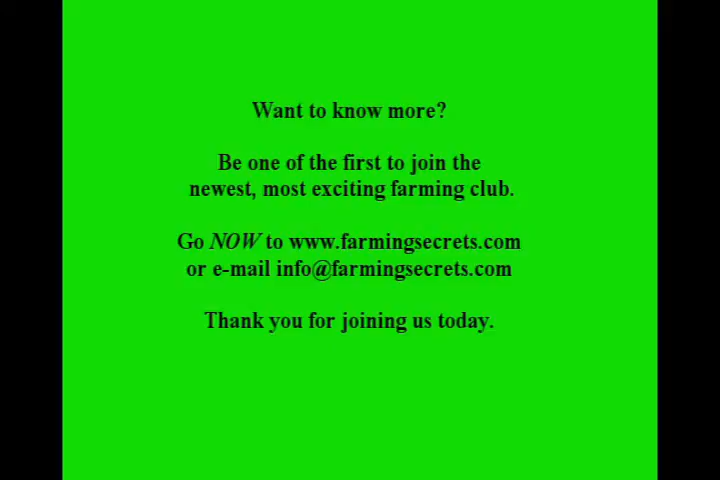 Want to know more?
Be one of the first to join the
newest, most exciting farming club.
Go NOW to www.farmingsecrets.com
or e-mail info@farmingsecrets.com
Thank you for joining us today.